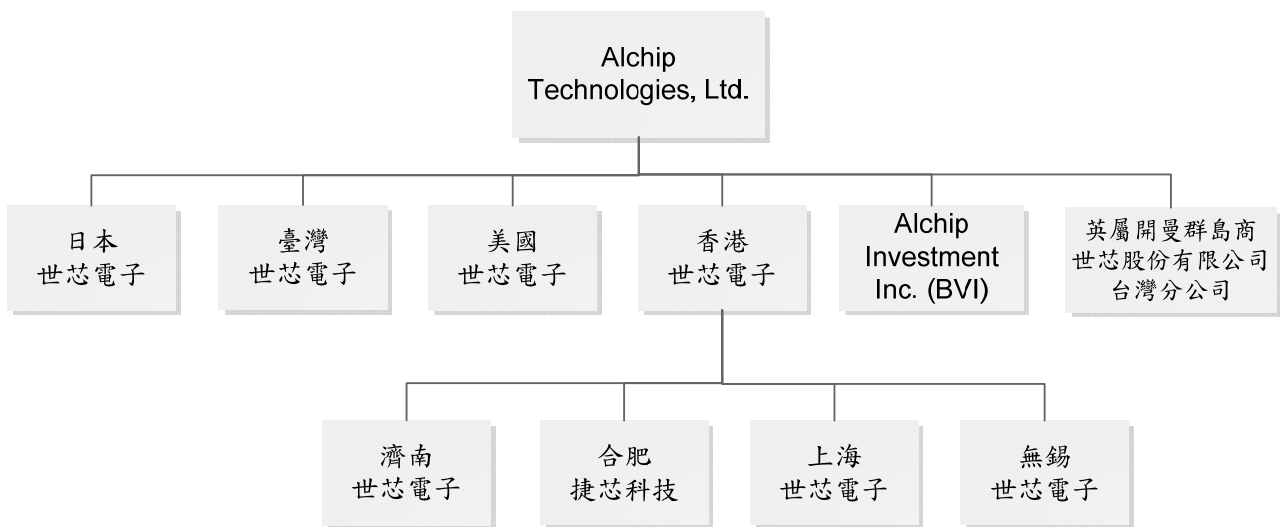 Alchip
Technologies, Ltd.
日本
世芯電子
臺灣
世芯電子
美國
世芯電子
香港
世芯電子
Alchip
Investment
Inc. (BVI)
英屬開曼群島商
世芯股份有限公司
台灣分公司
濟南
世芯電子
合肥
捷芯科技
上海
世芯電子
無錫
世芯電子